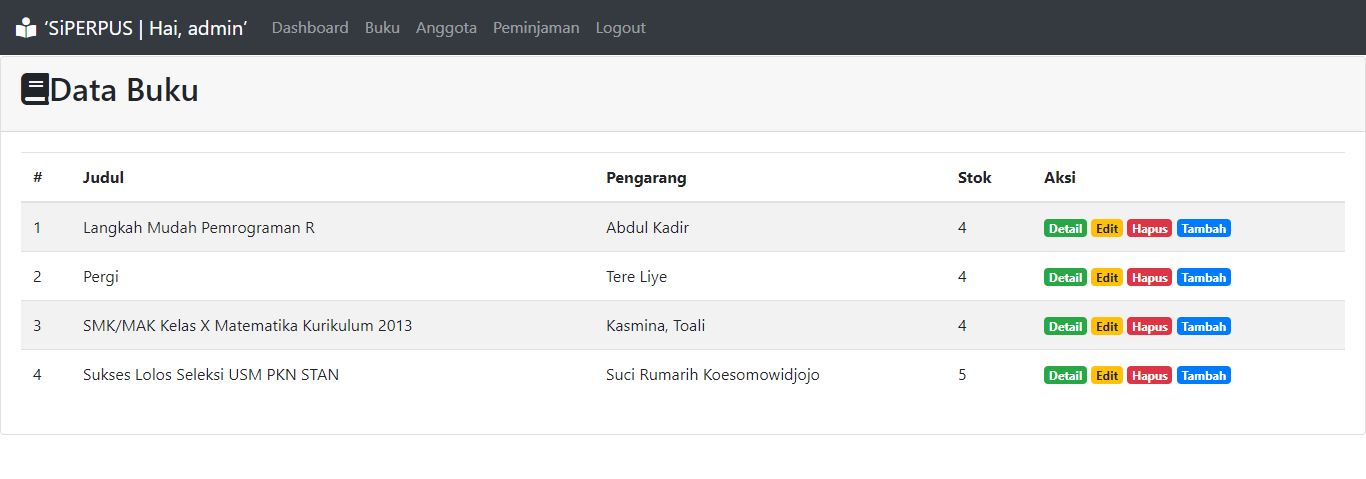 ‘SiPERPUS | Hai, admin’ Dashboard Buku Anggota Peminjaman Logout
Data Buku
# Judul Pengarang Stok Aksi
1 Langkah Mudah Pemrograman R Abdul Kadir 4 Detail Edit Hapus Tambah
2 Pergi Tere Liye 4 Detail Edit Hapus Tambah
3 SMK/MAK Kelas X Matematika Kurikulum 2013 Kasmina, Toali 4 Detail Edit Hapus Tambah
4 Sukses Lolos Seleksi USM PKN STAN Suci Rumarih Koesomowidjojo 5 Detail Edit Hapus Tambah